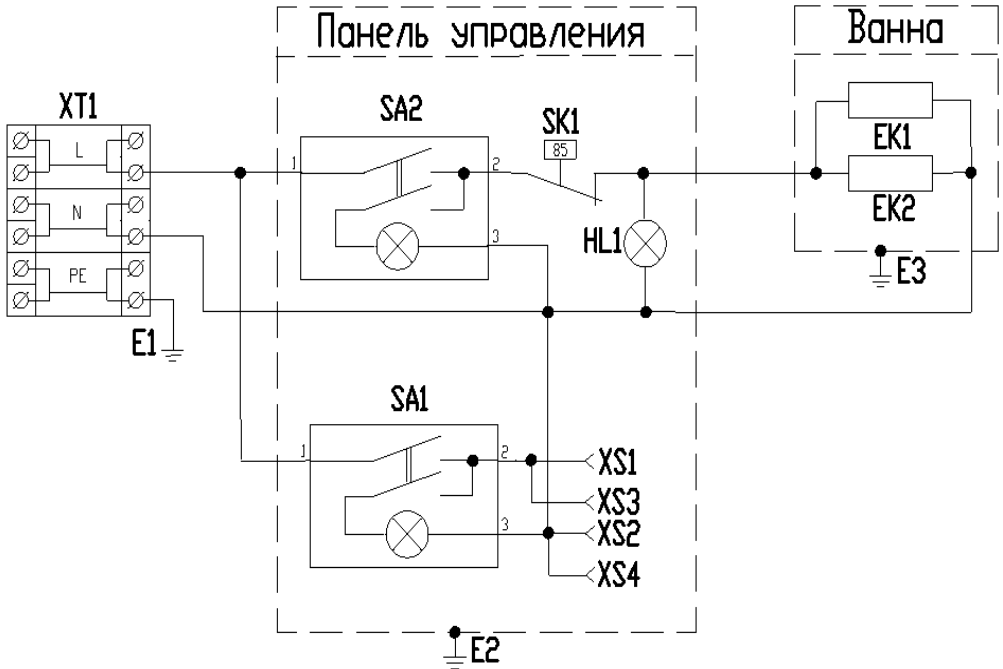 Панель управления
Ванна
XT1
L
N
PE
E1
SA2
1
2
3
SK1
85
HL1
EK1
EK2
E3
SA1
1
2
3
XS1
XS3
XS2
XS4
E2